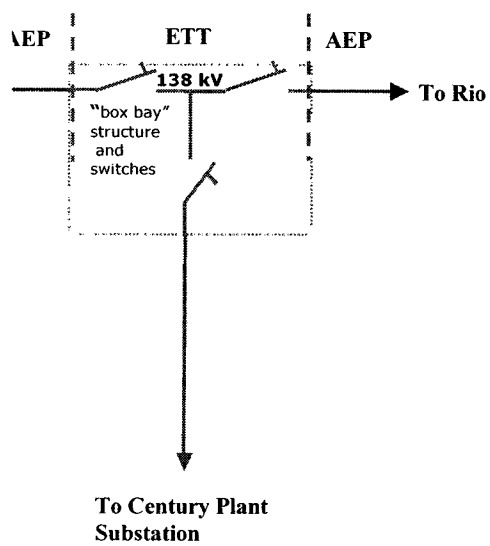 AEP ETT AEP
138 kV
To Rio
"box bay"
structure
and
switches
To Century Plant
Substation